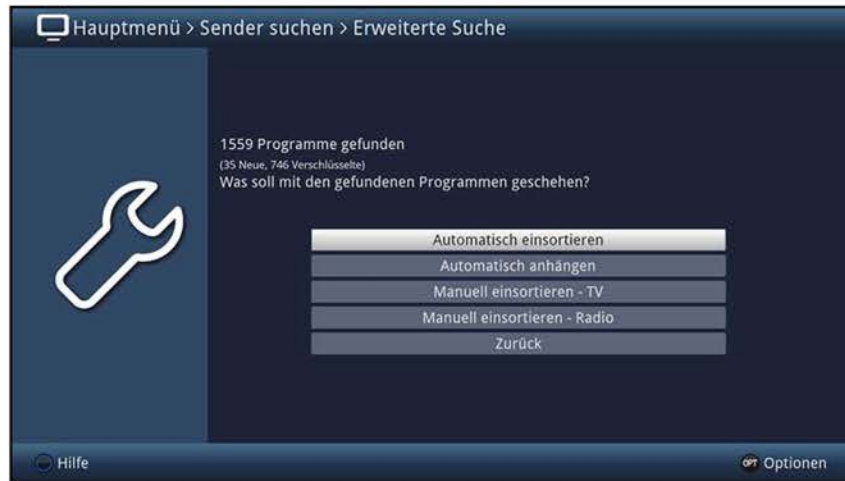 Hauptmenü > Sender suchen > Erweiterte Suche
1559 Programme gefunden
(35 Neue, 746 Verschlüsselte)
Was soll mit den gefundenen Programmen geschehen?
Automatisch einsortieren
Automatisch anhängen
Manuell einsortieren - TV
Manuell einsortieren - Radio
Zurück
Hilfe
OPT Optionen